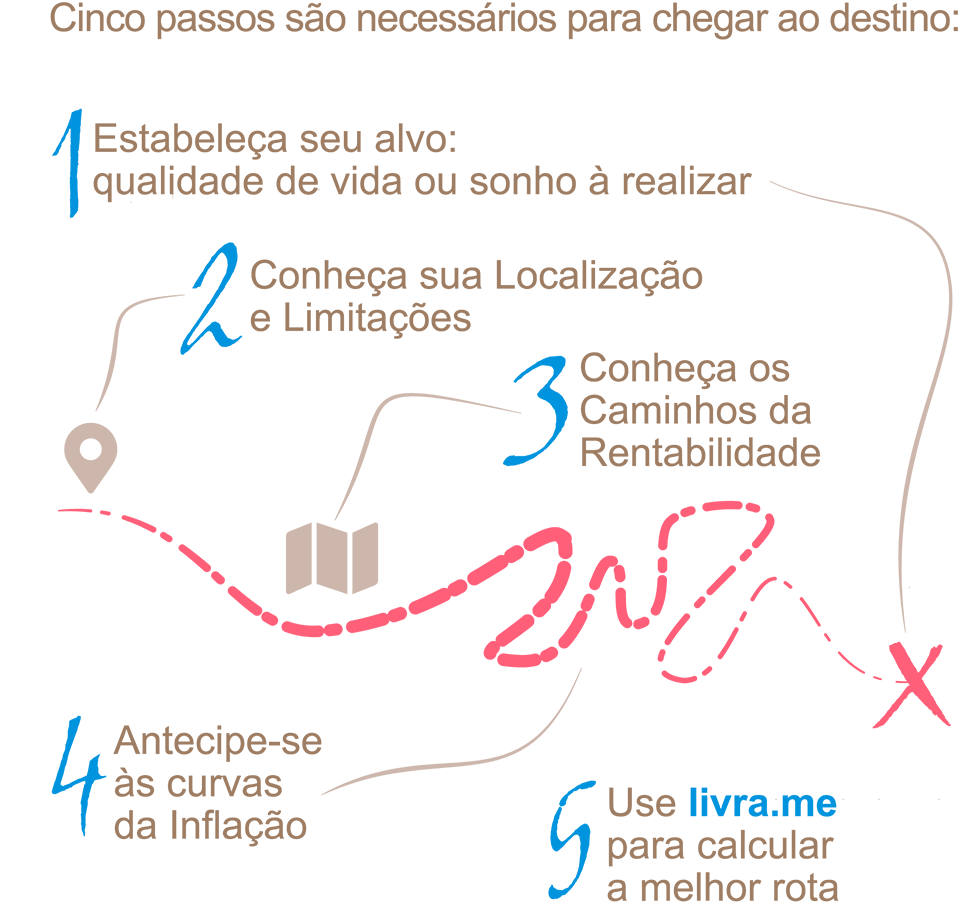 Cinco passos são necessários para chegar ao destino:
1 Estabeleça seu alvo:
qualidade de vida ou sonho à realizar
2 Conheça sua Localização
e Limitações
3 Conheça os
Caminhos da
Rentabilidade
4 Antecipe-se
às curvas
da Inflação
5 Use livra.me
para calcular
a melhor rota